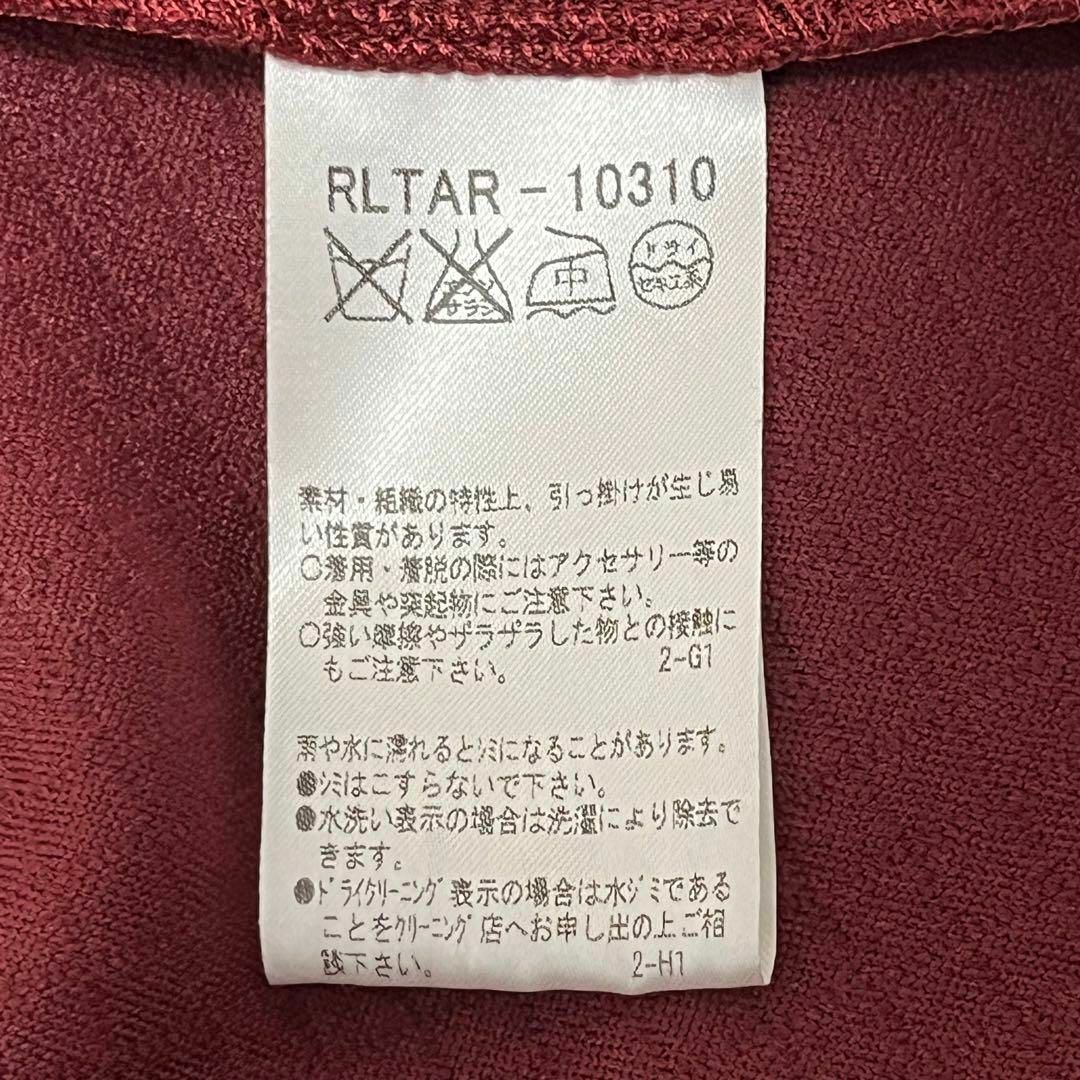 RLTAR-10310
エンソ
サラシ
中
ドライ
セキユ系
素材・組織の特性上、引っ掛けが生じ易
い性質があります。
○着用・着脱の際にはアクセサリー等の
金具や突起物にご注意下さい。
○強い摩擦やザラザラした物との接触に
もご注意下さい。 2-G1
雨や水に濡れるとシミになることがあります。
●シミはこすらないで下さい。
●水洗い表示の場合は洗濯により除去で
きます。
●ドライクリーニング表示の場合は水ジミである
ことをクリーニング店へお申し出の上ご相
談下さい。 2-H1